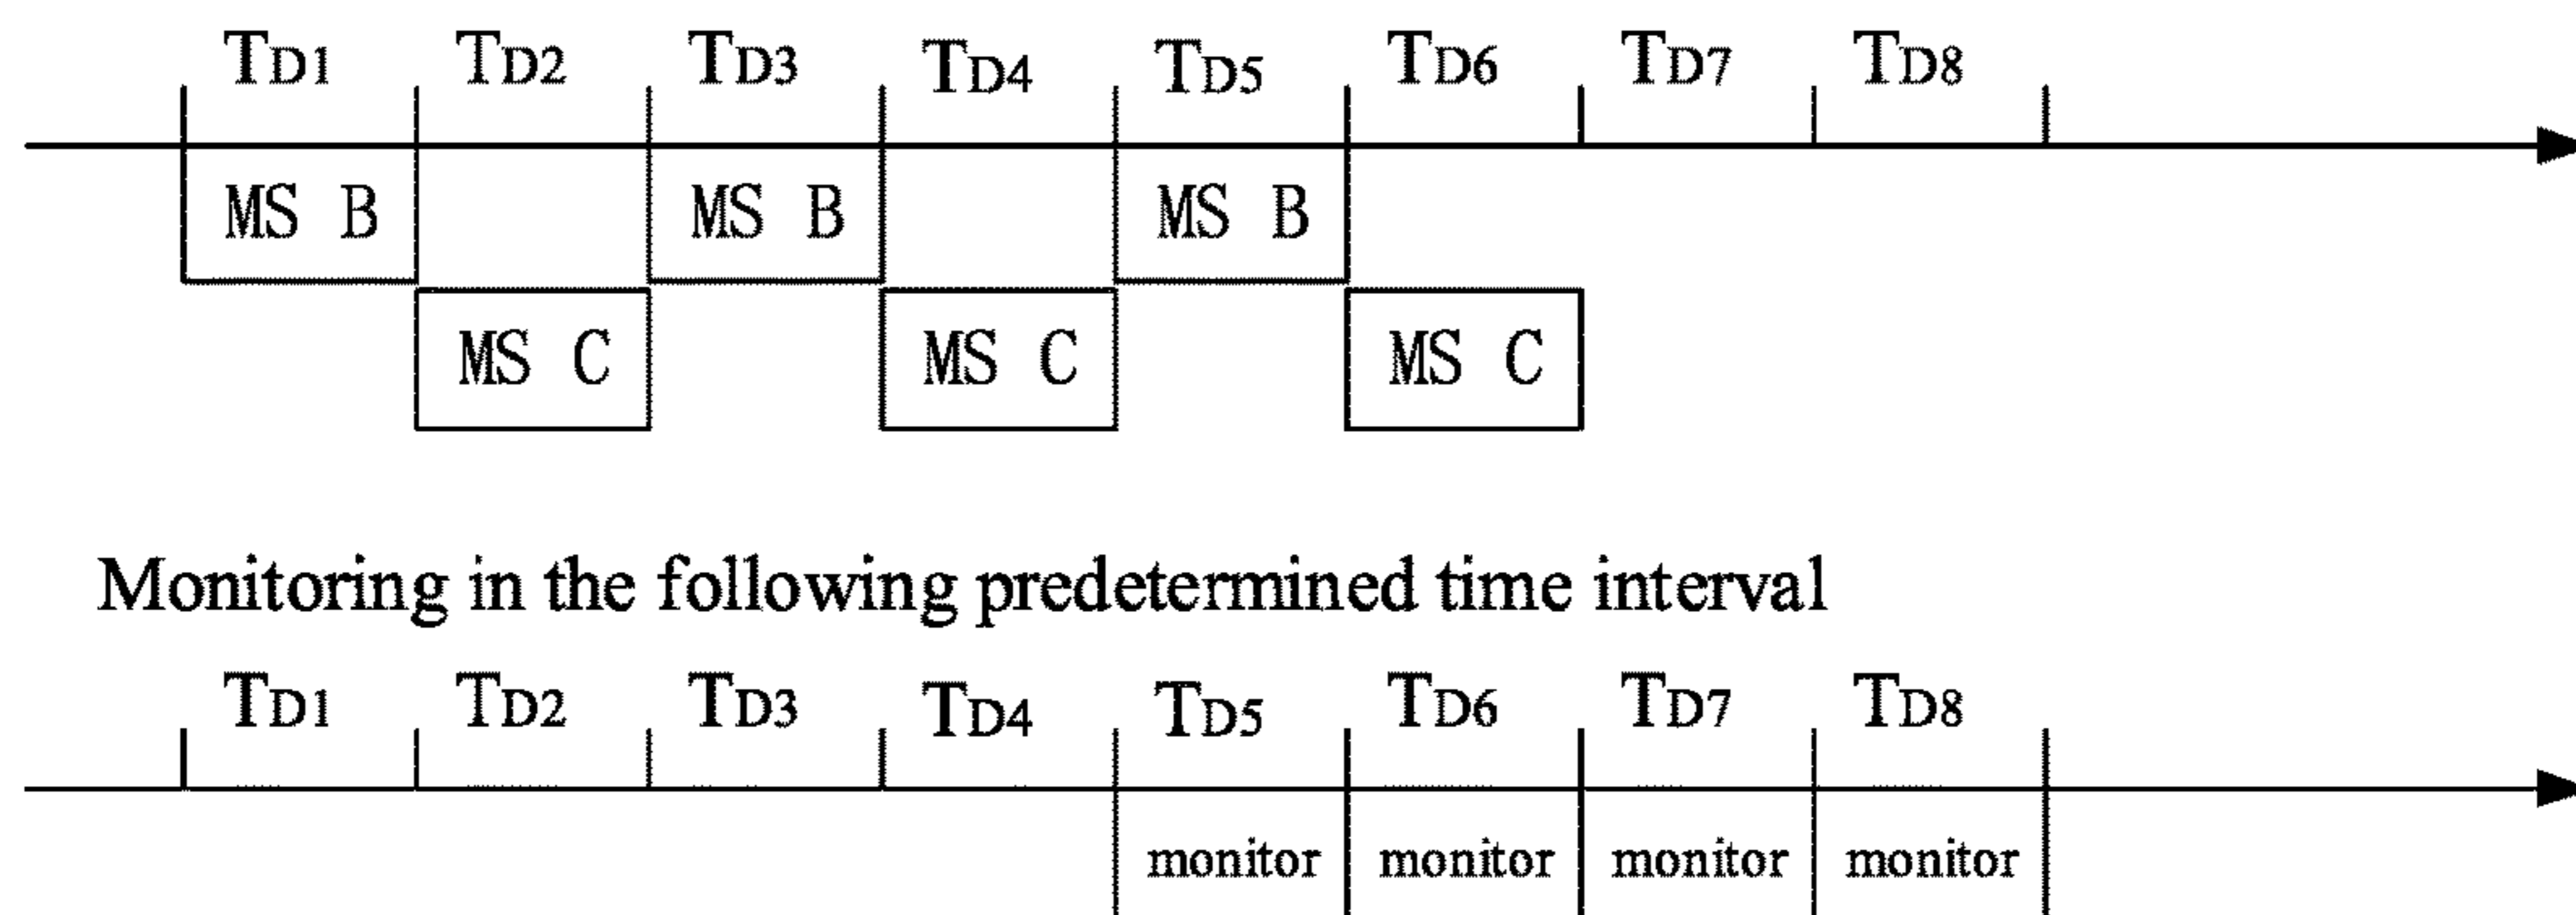 TD1 TD2 TD3 TD4 TD5 TD6 TD7 TD8
MS B MS B MS B
MS C MS C MS C
Monitoring in the following predetermined time interval
TD1 TD2 TD3 TD4 TD5 TD6 TD7 TD8
monitor monitor monitor monitor